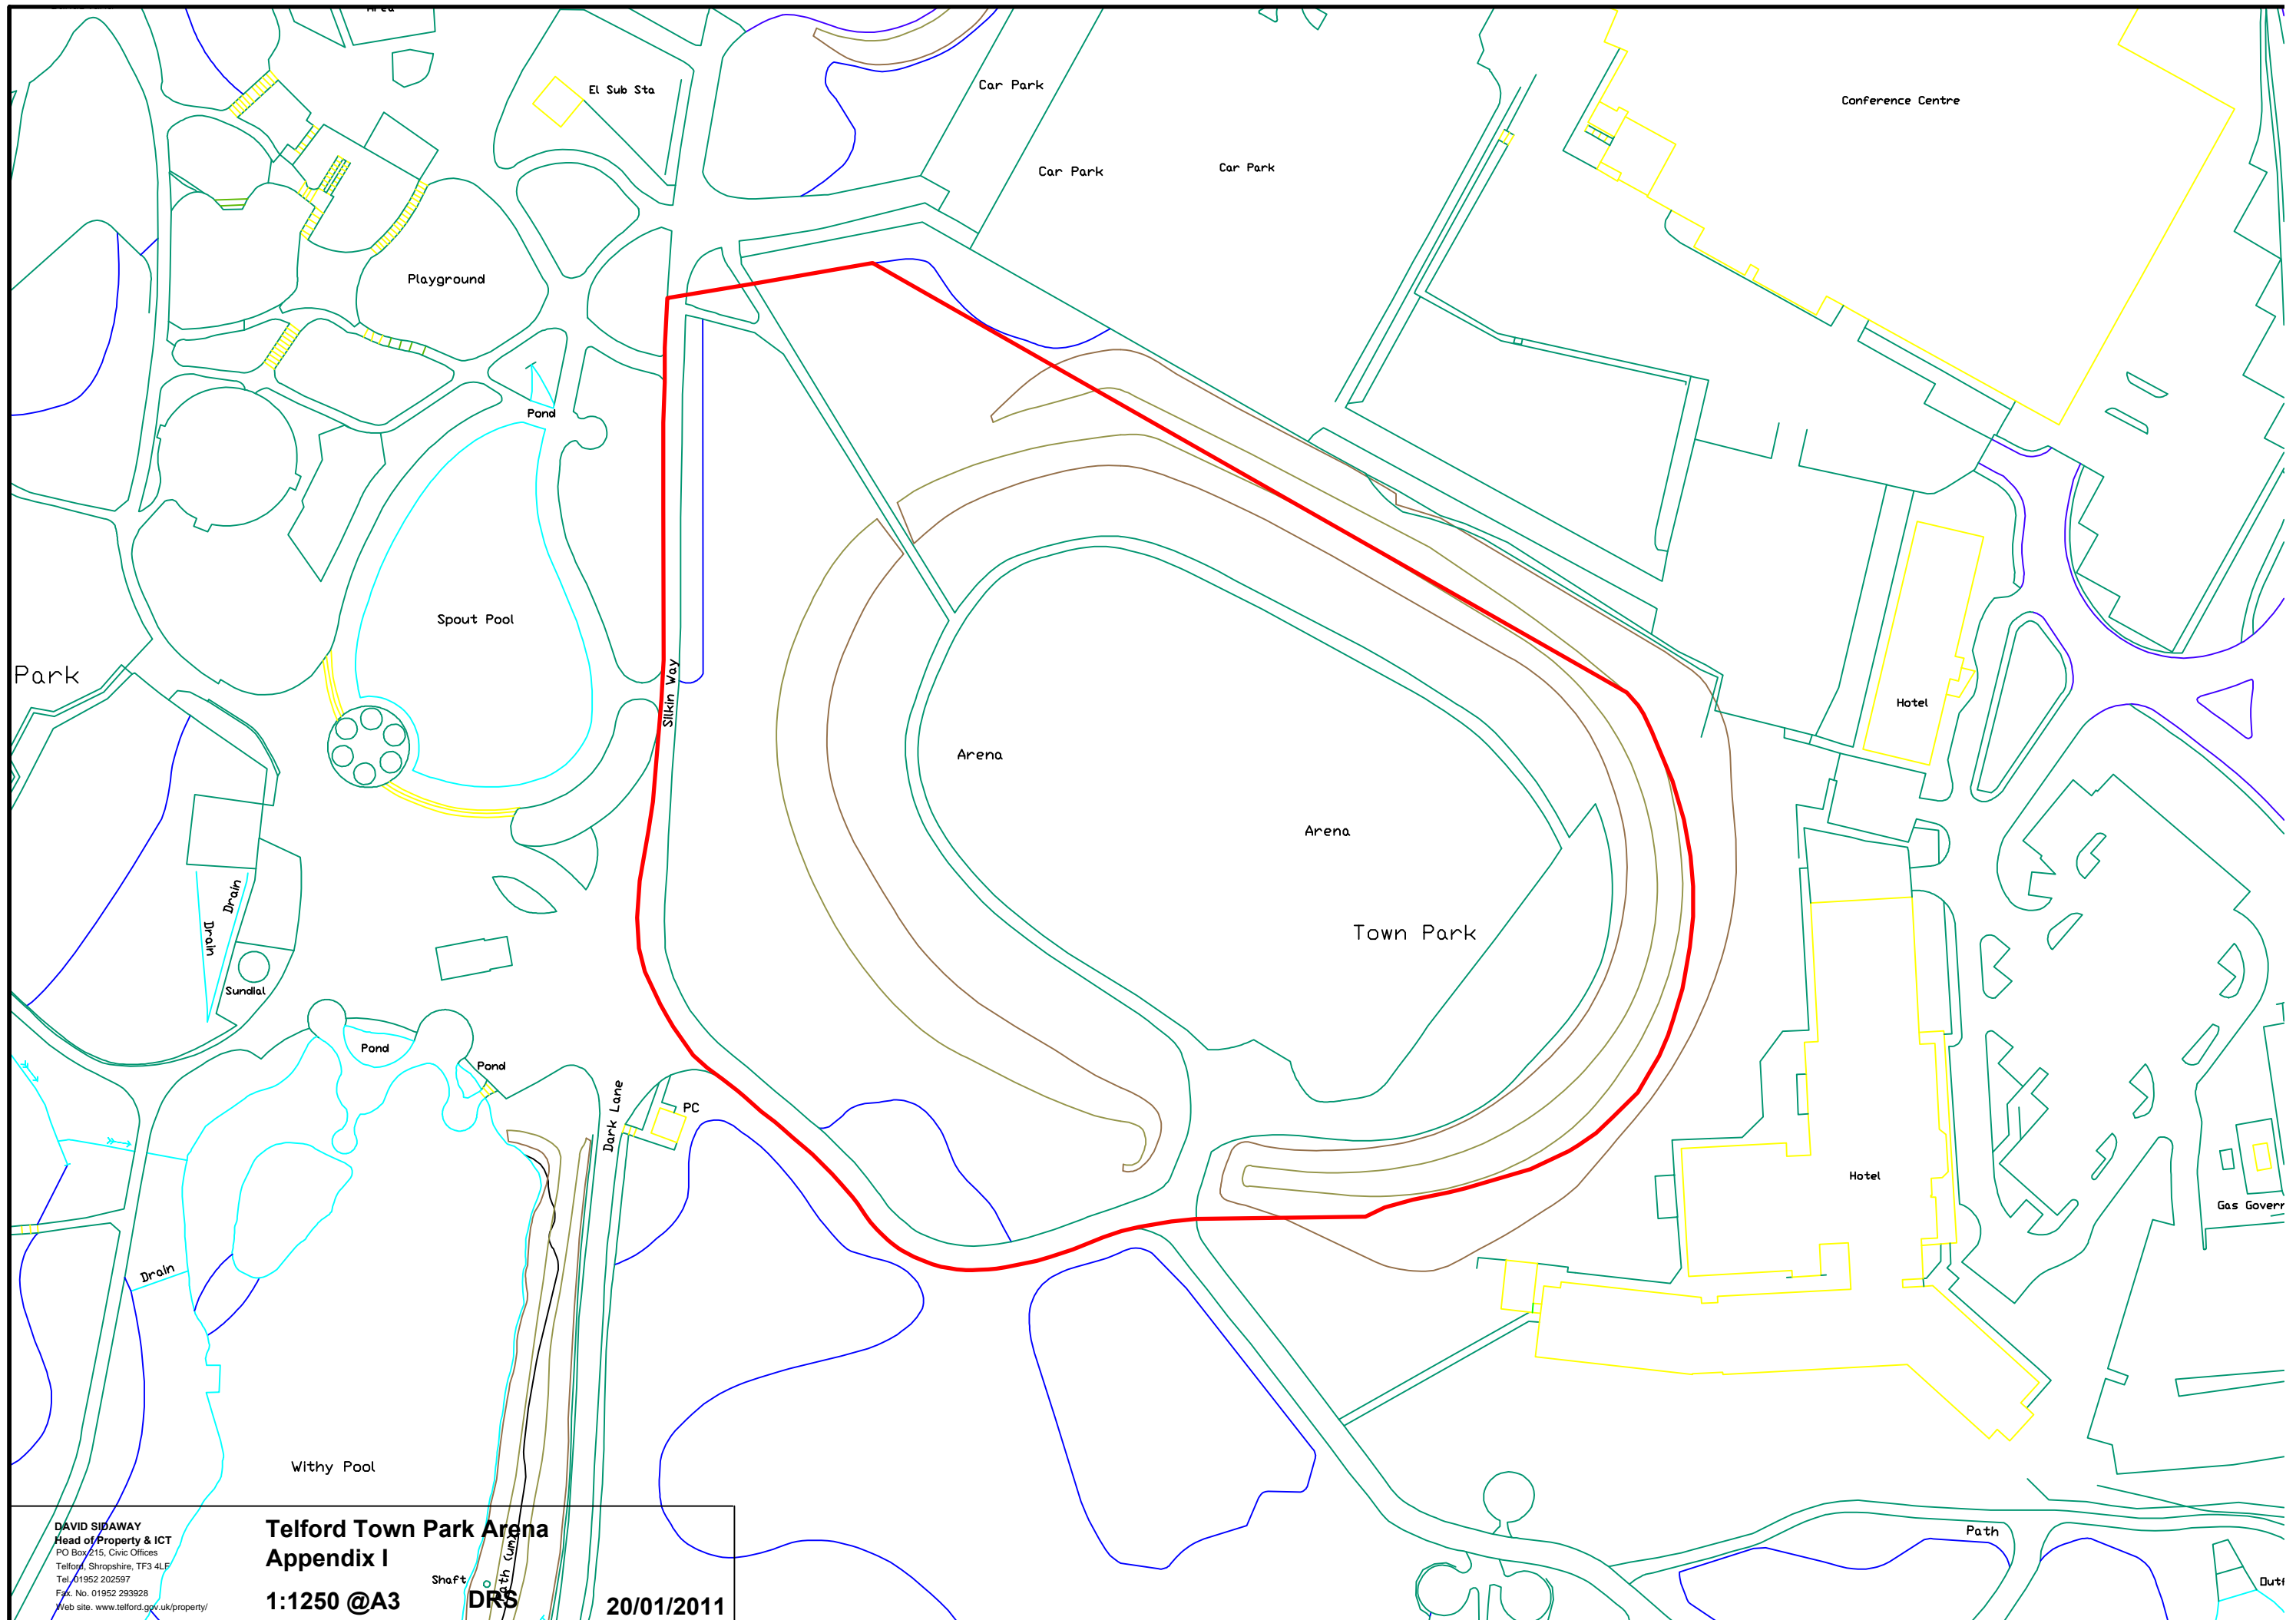 Car Park
El Sub Sta
Conference Centre
Car Park
Car Park
Playground
Pond
Spout Pool
Park
Silkin Way
Hotel
Arena
Arena
Town Park
Drain
Drain
Sundial
Pond
Pond
Dark Lane
PC
Hotel
Gas Govern
Drain
Withy Pool
Path
Shaft
Path (um)
Outf
DAVID SIDAWAY
Head of Property & ICT
PO Box 215, Civic Offices
Telford, Shropshire, TF3 4LF
Tel. 01952 202597
Fax. No. 01952 293928
Web site. www.telford.gov.uk/property/
Telford Town Park Arena
Appendix I
1:1250 @A3
DRS
20/01/2011